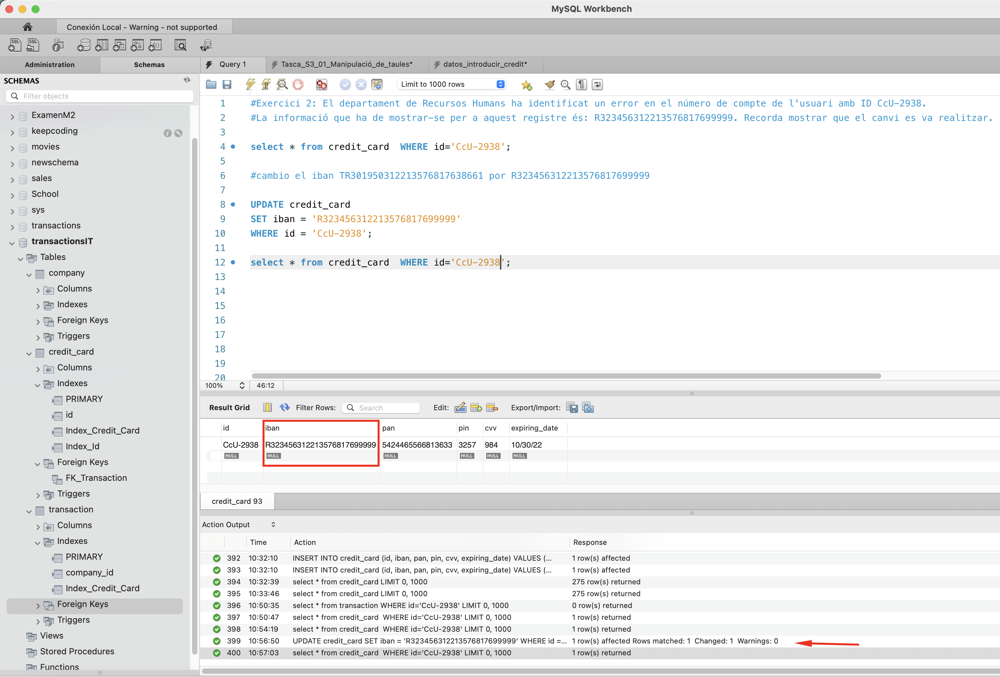 MySQL Workbench
Conexión Local - Warning - not supported
Administration
Schemas
Query 1
Tasca_S3_01_Manipulació_de_taules*
datos_introducir_credit*
SCHEMAS
Filter objects
ExamenM2
keepcoding
movies
newschema
sales
School
sys
transactions
transactionsIT
Tables
company
Columns
Indexes
Foreign Keys
Triggers
credit_card
Columns
Indexes
PRIMARY
id
Index_Credit_Card
Index_Id
Foreign Keys
FK_Transaction
Triggers
transaction
Columns
Indexes
PRIMARY
company_id
Index_Credit_Card
Foreign Keys
Triggers
Views
Stored Procedures
Functions
Limit to 1000 rows
1 #Exercici 2: El departament de Recursos Humans ha identificat un error en el número de compte de l'usuari amb ID CcU-2938.
2 #La informació que ha de mostrar-se per a aquest registre és: R323456312213576817699999. Recorda mostrar que el canvi es va realitzar.
3
4 select * from credit_card  WHERE id='CcU-2938';
5
6 #cambio el iban TR301950312213576817638661 por R323456312213576817699999
7
8 UPDATE credit_card
9 SET iban = 'R323456312213576817699999'
10 WHERE id = 'CcU-2938';
11
12 select * from credit_card  WHERE id='CcU-2938';
13
14
15
16
17
18
19
20
100% 46:12
Result Grid Filter Rows: Search Edit: Export/Import:
id iban pan pin cvv expiring_date
CcU-2938 R323456312213576817699999 5424465566813633 3257 984 10/30/22
NULL NULL NULL NULL NULL NULL
credit_card 93
Action Output
Time Action Response
392 10:32:10 INSERT INTO credit_card (id, iban, pan, pin, cvv, expiring_date) VALUES (... 1 row(s) affected
393 10:32:10 INSERT INTO credit_card (id, iban, pan, pin, cvv, expiring_date) VALUES (... 1 row(s) affected
394 10:32:39 select * from credit_card LIMIT 0, 1000 275 row(s) returned
395 10:33:46 select * from credit_card LIMIT 0, 1000 275 row(s) returned
396 10:50:35 select * from transaction WHERE id='CcU-2938' LIMIT 0, 1000 0 row(s) returned
397 10:50:47 select * from credit_card  WHERE id='CcU-2938' LIMIT 0, 1000 1 row(s) returned
398 10:54:19 select * from credit_card  WHERE id='CcU-2938' LIMIT 0, 1000 1 row(s) returned
399 10:56:50 UPDATE credit_card SET iban = 'R323456312213576817699999' WHERE id =... 1 row(s) affected Rows matched: 1  Changed: 1  Warnings: 0
400 10:57:03 select * from credit_card  WHERE id='CcU-2938' LIMIT 0, 1000 1 row(s) returned